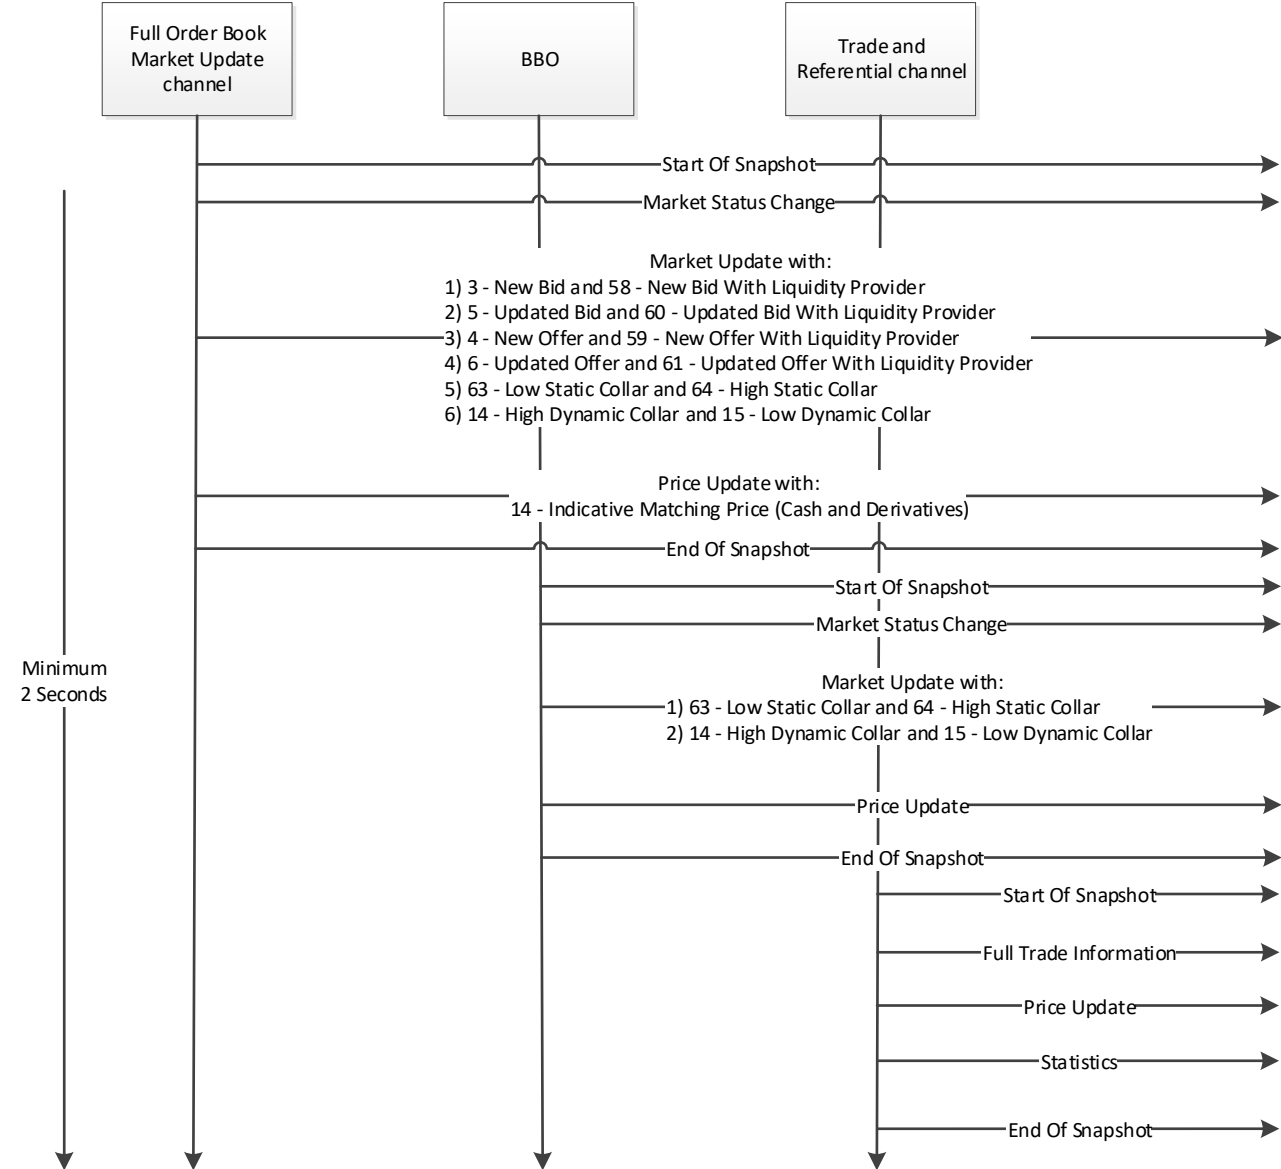 Full Order Book
Market Update
channel
BBO
Trade and
Referential channel
Start Of Snapshot
Market Status Change
Market Update with:
1) 3 - New Bid and 58 - New Bid With Liquidity Provider
2) 5 - Updated Bid and 60 - Updated Bid With Liquidity Provider
3) 4 - New Offer and 59 - New Offer With Liquidity Provider
4) 6 - Updated Offer and 61 - Updated Offer With Liquidity Provider
5) 63 - Low Static Collar and 64 - High Static Collar
6) 14 - High Dynamic Collar and 15 - Low Dynamic Collar
Price Update with:
14 - Indicative Matching Price (Cash and Derivatives)
End Of Snapshot
Start Of Snapshot
Market Status Change
Minimum
2 Seconds
Market Update with:
1) 63 - Low Static Collar and 64 - High Static Collar
2) 14 - High Dynamic Collar and 15 - Low Dynamic Collar
Price Update
End Of Snapshot
Start Of Snapshot
Full Trade Information
Price Update
Statistics
End Of Snapshot